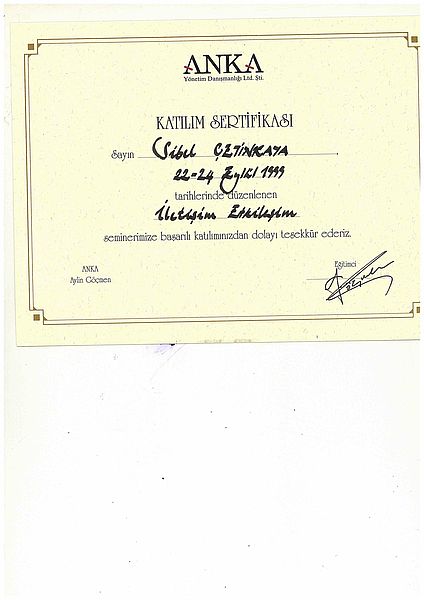 ANKA
Yönetim Danışmanlığı Ltd. Şti.
KATILIM SERTİFİKASI
Sayın Sibel ÇETİNKAYA
22-24 Eylül 1999
tarihlerinde düzenlenen
İletişim Etkileşim
seminerimize başarılı katılımınızdan dolayı teşekkür ederiz.
ANKA
Aylin Göçmen
Eğitimci